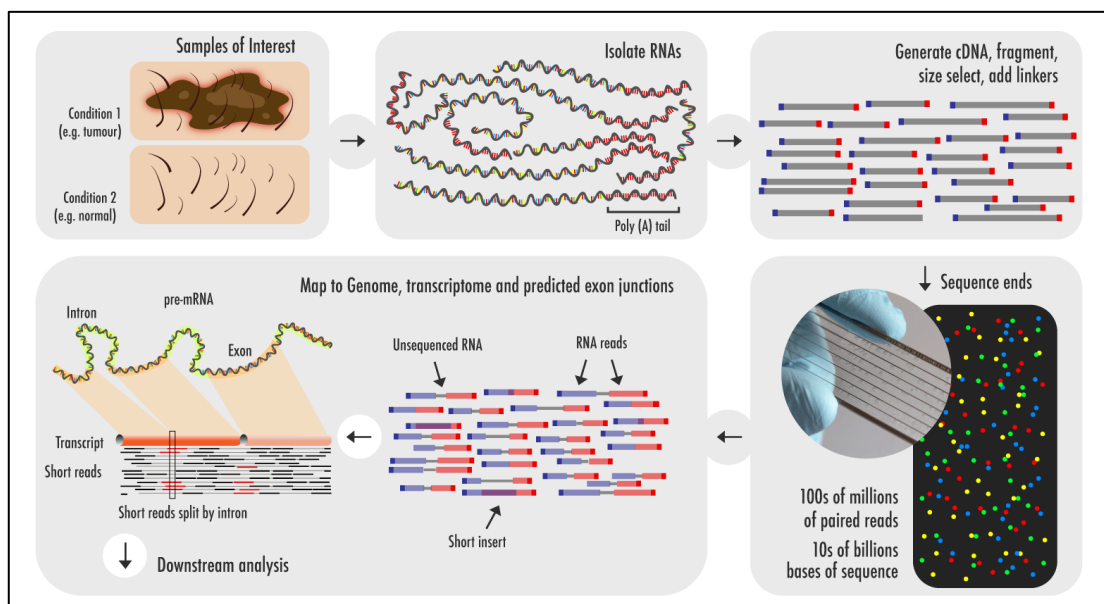 Samples of Interest
Condition 1
(e.g. tumour)
Condition 2
(e.g. normal)
Isolate RNAs
Poly (A) tail
Generate cDNA, fragment,
size select, add linkers
Sequence ends
100s of millions
of paired reads
10s of billions
bases of sequence
Map to Genome, transcriptome and predicted exon junctions
Unsequenced RNA
RNA reads
Short insert
pre-mRNA
Intron
Exon
Transcript
Short reads
Short reads split by intron
Downstream analysis